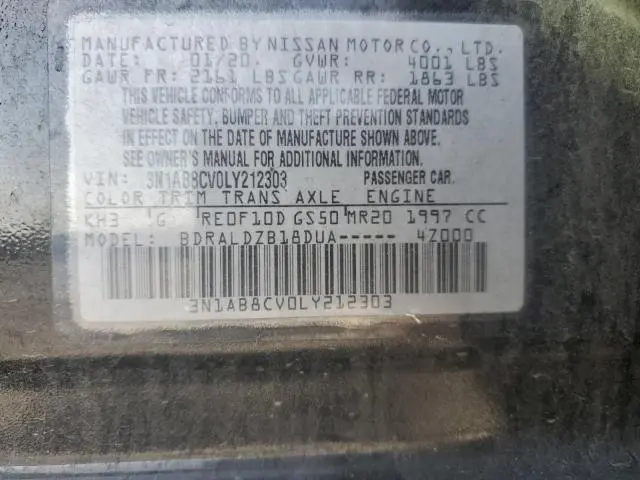 MANUFACTURED BY NISSAN MOTOR CO., LTD.
DATE: 01/20. GVWR: 4001 LBS
GAWR FR: 2161 LBS GAWR RR: 1863 LBS
THIS VEHICLE CONFORMS TO ALL APPLICABLE FEDERAL MOTOR
VEHICLE SAFETY, BUMPER AND THEFT PREVENTION STANDARDS
IN EFFECT ON THE DATE OF MANUFACTURE SHOWN ABOVE.
SEE OWNER'S MANUAL FOR ADDITIONAL INFORMATION.
VIN: 3N1AB8CV0LY212303 PASSENGER CAR.
COLOR TRIM TRANS AXLE ENGINE
KH3 G RE0F10D GS50 MR20 1997 CC
MODEL: BDRALDZB18DUA----- 4Z000
3N1AB8CV0LY212303